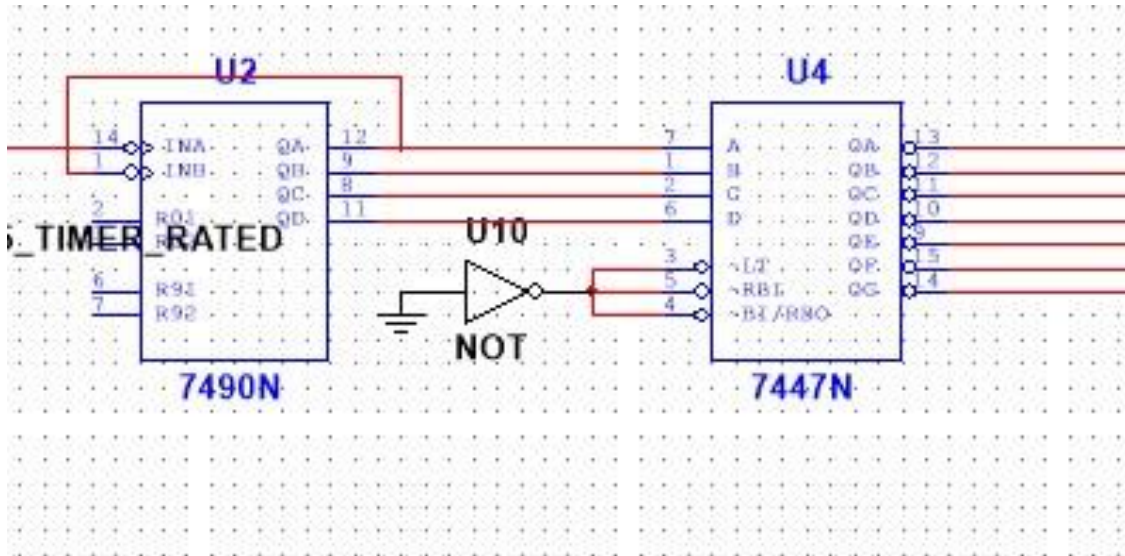 U2
14 INA QA 12
1 INB QB 9
QC 8
2 R01 QD 11
5_TIMER_RATED
6 R91
7 R92
7490N
U10
NOT
U4
7 A QA 13
1 B QB 12
2 C QC 11
6 D QD 10
QE 9
3 ~LT QF 15
5 ~RBI QG 14
4 ~BI/RBO
7447N